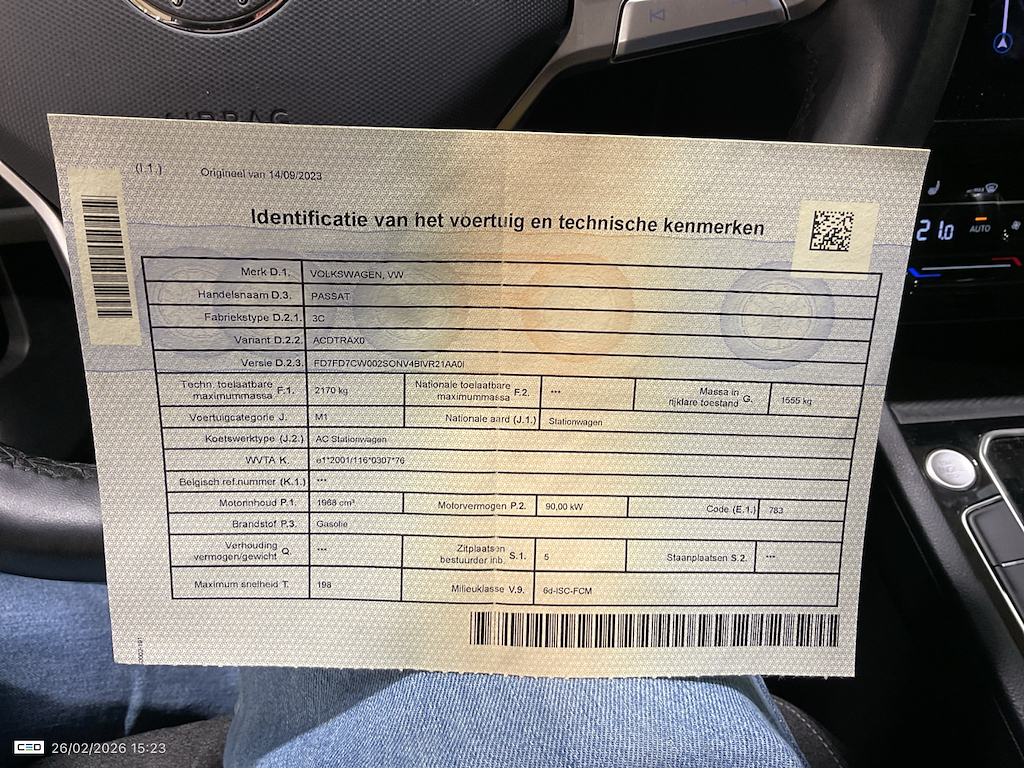 AIRBAG
(I.1.) Origineel van 14/09/2023
Identificatie van het voertuig en technische kenmerken
Merk D.1. VOLKSWAGEN, VW
Handelsnaam D.3. PASSAT
Fabriekstype D.2.1. 3C
Variant D.2.2. ACDTRAX0
Versie D.2.3. FD7FD7CW002SONV4BIVR21AA0I
Techn. toelaatbare maximummassa F.1. 2170 kg Nationale toelaatbare maximummassa F.2. *** Massa in rijklare toestand G. 1555 kg
Voertuigcategorie J. M1 Nationale aard (J.1.) Stationwagen
Koetswerktype (J.2.) AC Stationwagen
WVTA K. e1*2001/116*0307*76
Belgisch ref.nummer (K.1.) ***
Motorinhoud P.1. 1968 cm³ Motorvermogen P.2. 90,00 kW Code (E.1.) 783
Brandstof P.3. Gasolie
Verhouding vermogen/gewicht Q. *** Zitplaatsen bestuurder inb. S.1. 5 Staanplaatsen S.2. ***
Maximum snelheid T. 198 Milieuklasse V.9. 6d-ISC-FCM
21.0
AUTO
26/02/2026 15:23